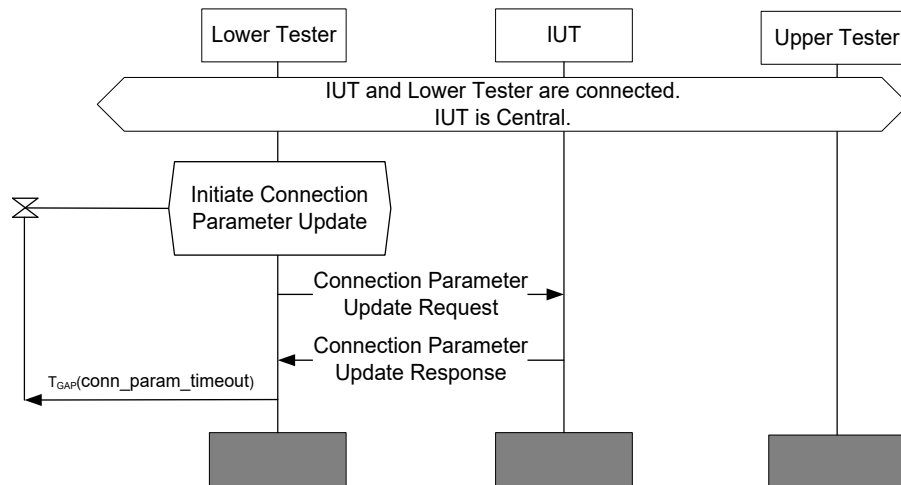 Lower Tester
IUT
Upper Tester
IUT and Lower Tester are connected.
IUT is Central.
Initiate Connection
Parameter Update
Connection Parameter
Update Request
Connection Parameter
Update Response
TGAP(conn_param_timeout)